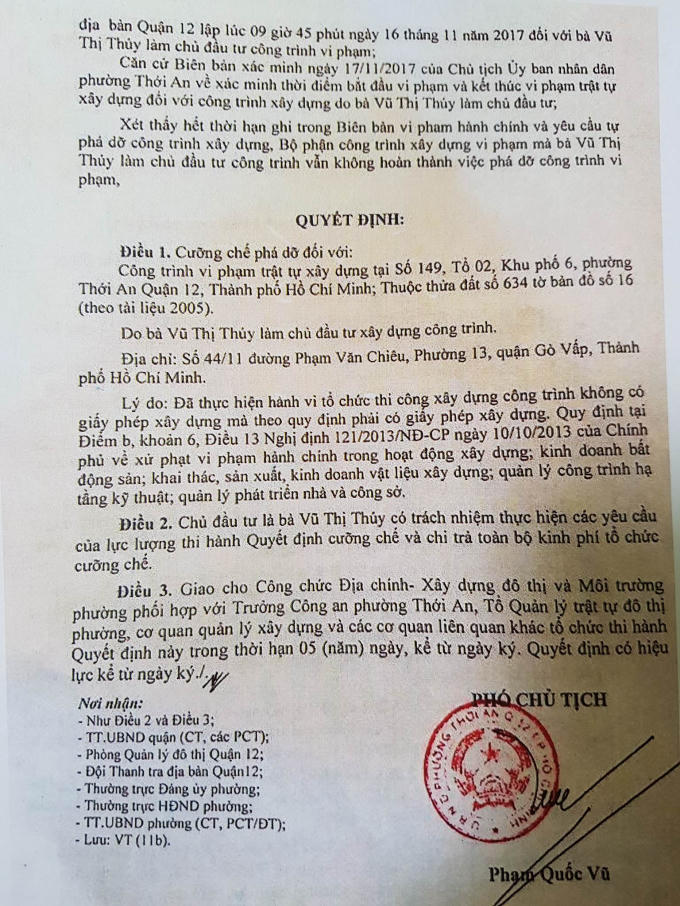 địa bàn Quận 12 lập lúc 09 giờ 45 phút ngày 16 tháng 11 năm 2017 đối với bà Vũ
Thị Thủy làm chủ đầu tư công trình vi phạm;
Căn cứ Biên bản xác minh ngày 17/11/2017 của Chủ tịch Ủy ban nhân dân
phường Thới An về xác minh thời điểm bắt đầu vi phạm và kết thúc vi phạm trật tự
xây dựng đối với công trình xây dựng do bà Vũ Thị Thủy làm chủ đầu tư;
Xét thấy hết thời hạn ghi trong Biên bản vi pham hành chính và yêu cầu tự
phá dỡ công trình xây dựng, Bộ phận công trình xây dựng vi phạm mà bà Vũ Thị
Thủy làm chủ đầu tư công trình vẫn không hoàn thành việc phá dỡ công trình vi
phạm,
QUYẾT ĐỊNH:
Điều 1. Cưỡng chế phá dỡ đối với:
Công trình vi phạm trật tự xây dựng tại Số 149, Tổ 02, Khu phố 6, phường
Thới An Quận 12, Thành phố Hồ Chí Minh; Thuộc thửa đất số 634 tờ bản đồ số 16
(theo tài liệu 2005).
Do bà Vũ Thị Thủy làm chủ đầu tư xây dựng công trình.
Địa chỉ: Số 44/11 đường Phạm Văn Chiêu, Phường 13, quận Gò Vấp, Thành
phố Hồ Chí Minh.
Lý do: Đã thực hiện hành vi tổ chức thi công xây dựng công trình không có
giấy phép xây dựng mà theo quy định phải có giấy phép xây dựng. Quy định tại
Điểm b, khoản 6, Điều 13 Nghị định 121/2013/NĐ-CP ngày 10/10/2013 của Chính
phủ về xử phạt vi phạm hành chính trong hoạt động xây dựng; kinh doanh bất
động sản; khai thác, sản xuất, kinh doanh vật liệu xây dựng; quản lý công trình hạ
tầng kỹ thuật; quản lý phát triển nhà và công sở.
Điều 2. Chủ đầu tư là bà Vũ Thị Thúy có trách nhiệm thực hiện các yêu cầu
của lực lượng thi hành Quyết định cưỡng chế và chi trả toàn bộ kinh phí tổ chức
cưỡng chế.
Điều 3. Giao cho Công chức Địa chính- Xây dựng đô thị và Môi trường
phường phối hợp với Trưởng Công an phường Thới An, Tổ Quản lý trật tự đô thị
phường, cơ quan quản lý xây dựng và các cơ quan liên quan khác tổ chức thi hành
Quyết định này trong thời hạn 05 (năm) ngày, kể từ ngày ký. Quyết định có hiệu
lực kể từ ngày ký./.
Nơi nhận:
- Như Điều 2 và Điều 3;
- TT.UBND quận (CT, các PCT);
- Phòng Quản lý đô thị Quận 12;
- Đội Thanh tra địa bàn Quận12;
- Thường trực Đảng ủy phường;
- Thường trực HĐND phường;
- TT.UBND phường (CT, PCT/ĐT);
- Lưu: VT (11b).
PHÓ CHỦ TỊCH
U.B.N.D PHƯỜNG THỚI AN Q.12 T.P HỒ CHÍ MINH
Phạm Quốc Vũ